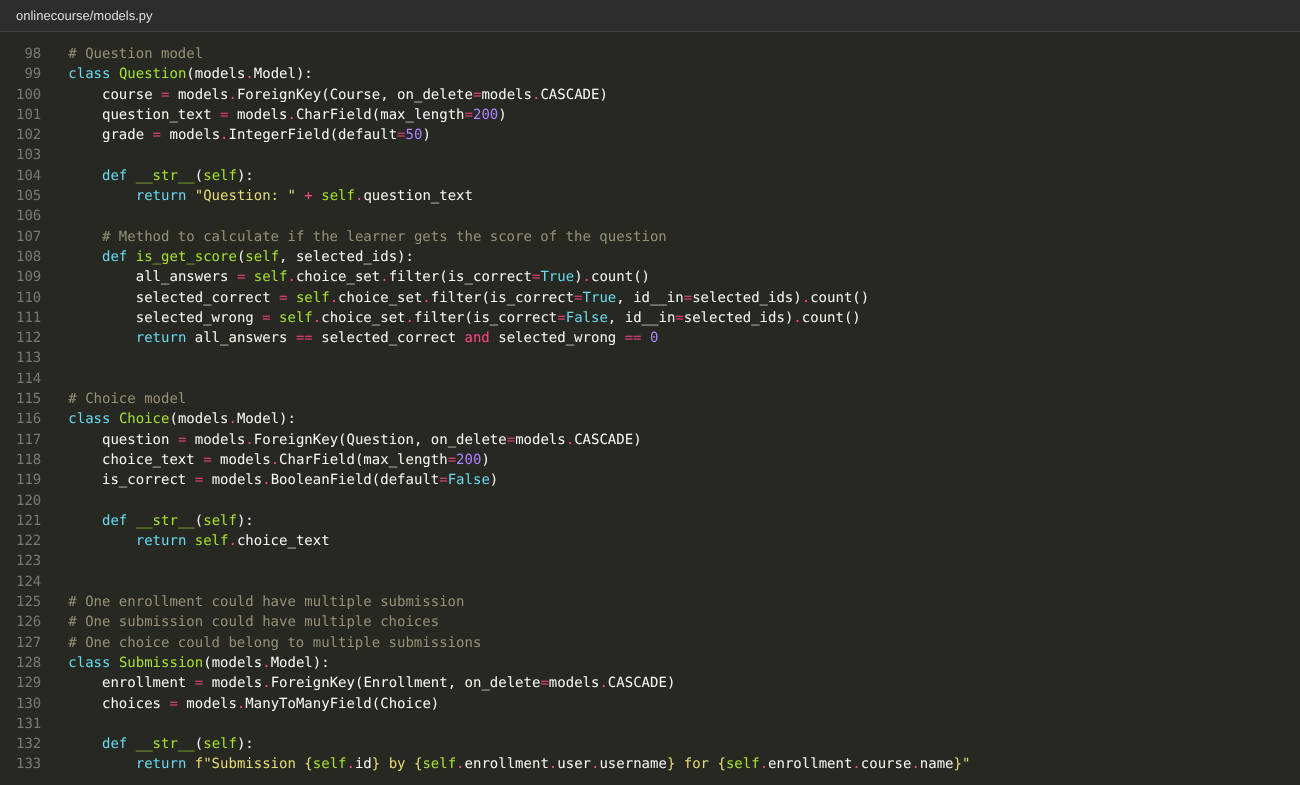 onlinecourse/models.py
98 # Question model
99 class Question(models.Model):
100     course = models.ForeignKey(Course, on_delete=models.CASCADE)
101     question_text = models.CharField(max_length=200)
102     grade = models.IntegerField(default=50)
103
104     def __str__(self):
105         return "Question: " + self.question_text
106
107     # Method to calculate if the learner gets the score of the question
108     def is_get_score(self, selected_ids):
109         all_answers = self.choice_set.filter(is_correct=True).count()
110         selected_correct = self.choice_set.filter(is_correct=True, id__in=selected_ids).count()
111         selected_wrong = self.choice_set.filter(is_correct=False, id__in=selected_ids).count()
112         return all_answers == selected_correct and selected_wrong == 0
113
114
115 # Choice model
116 class Choice(models.Model):
117     question = models.ForeignKey(Question, on_delete=models.CASCADE)
118     choice_text = models.CharField(max_length=200)
119     is_correct = models.BooleanField(default=False)
120
121     def __str__(self):
122         return self.choice_text
123
124
125 # One enrollment could have multiple submission
126 # One submission could have multiple choices
127 # One choice could belong to multiple submissions
128 class Submission(models.Model):
129     enrollment = models.ForeignKey(Enrollment, on_delete=models.CASCADE)
130     choices = models.ManyToManyField(Choice)
131
132     def __str__(self):
133         return f"Submission {self.id} by {self.enrollment.user.username} for {self.enrollment.course.name}"